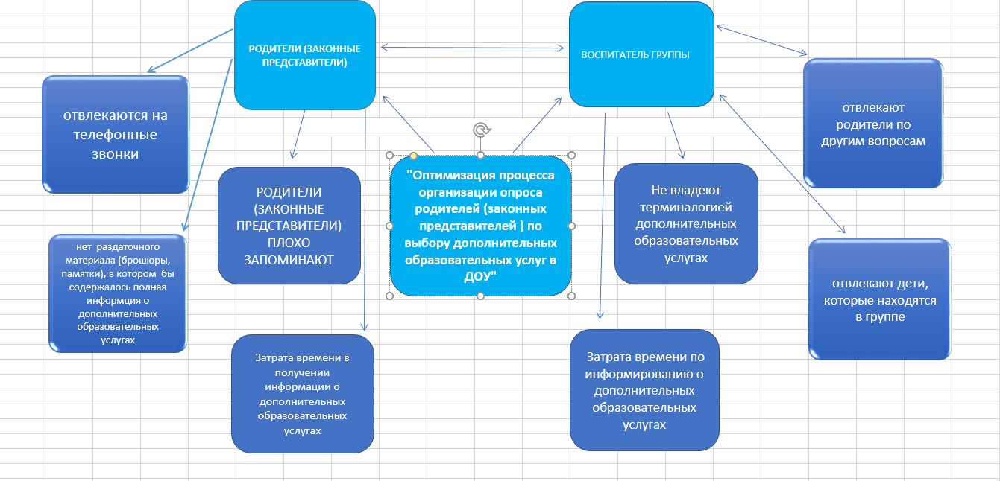 РОДИТЕЛИ (ЗАКОННЫЕ
ПРЕДСТАВИТЕЛИ)
ВОСПИТАТЕЛЬ ГРУППЫ
отвлекаются на
телефонные
звонки
отвлекают
родители по
другим вопросам
РОДИТЕЛИ
(ЗАКОННЫЕ
ПРЕДСТАВИТЕЛИ)
ПЛОХО
ЗАПОМИНАЮТ
"Оптимизация процесса
организации опроса
родителей (законных
представителей ) по
выбору дополнительных
образовательных услуг в
ДОУ"
Не владеют
терминалогией
дополнительных
образовательных
услугах
нет раздаточного
материала (брошюры,
памятки), в котором бы
содержалось полная
информция о
дополнительных
образовательных
услугах
отвлекают дети,
которые находятся
в группе
Затрата времени в
получении
информации о
дополнительных
образовательных
услугах
Затрата времени по
информированию о
дополнительных
образовательных
услугах